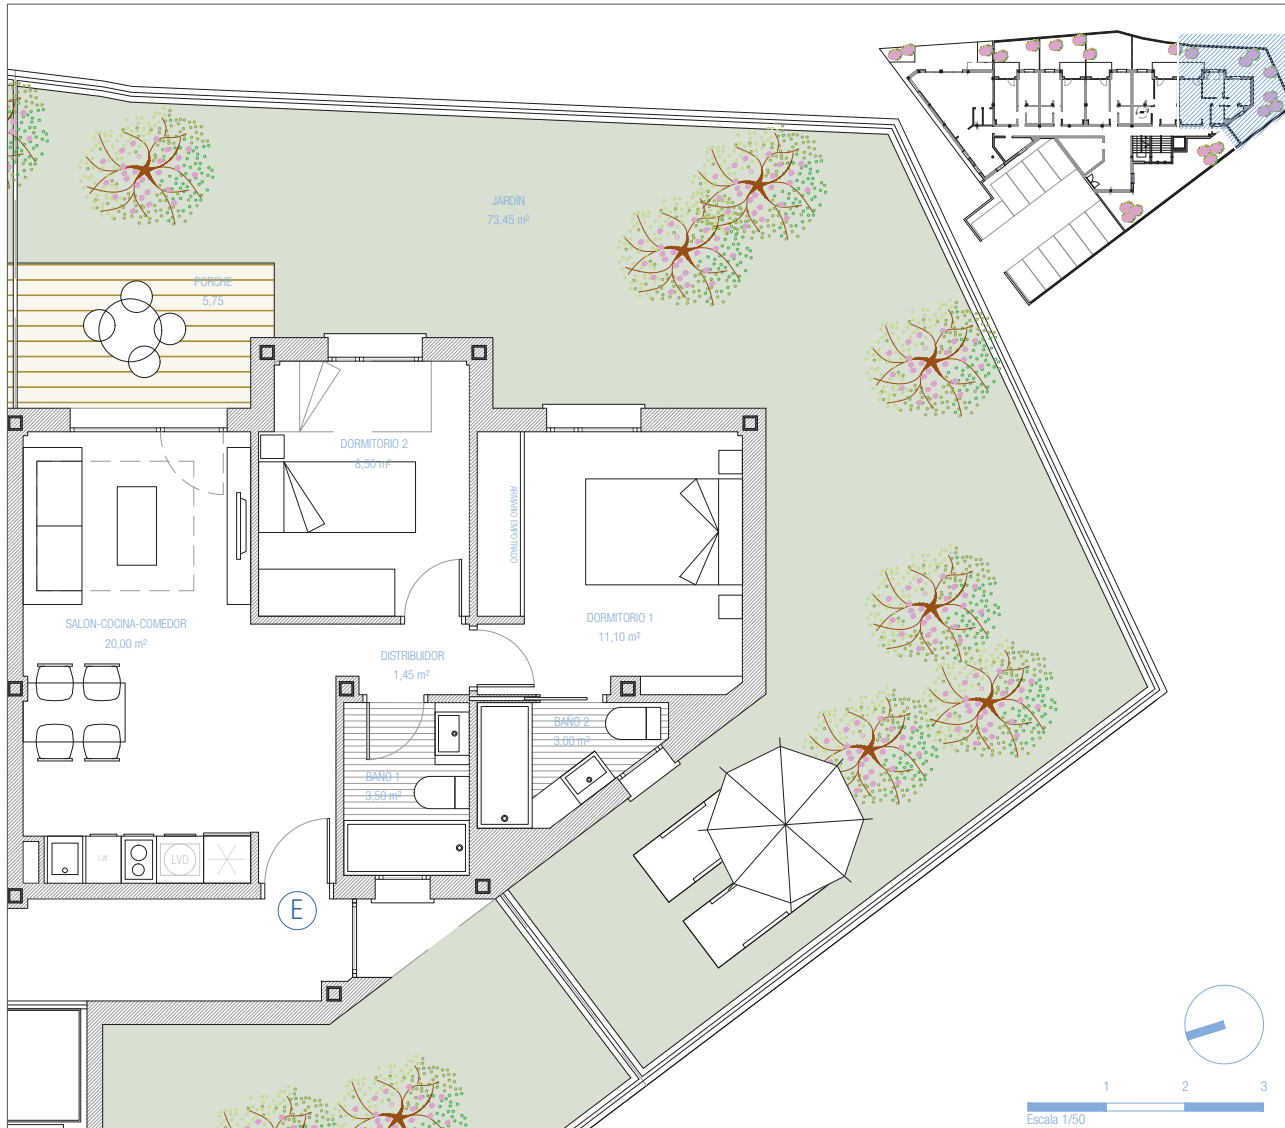 JARDÍN
73,45 m²
PORCHE
5,75
DORMITORIO 2
8,50 m²
ARMARIO EMPOTRADO
DORMITORIO 1
11,10 m²
SALON-COCINA-COMEDOR
20,00 m²
DISTRIBUIDOR
1,45 m²
BAÑO 2
3,00 m²
BAÑO 1
3,50 m²
LW
LVD
E
1 2 3
Escala 1/50